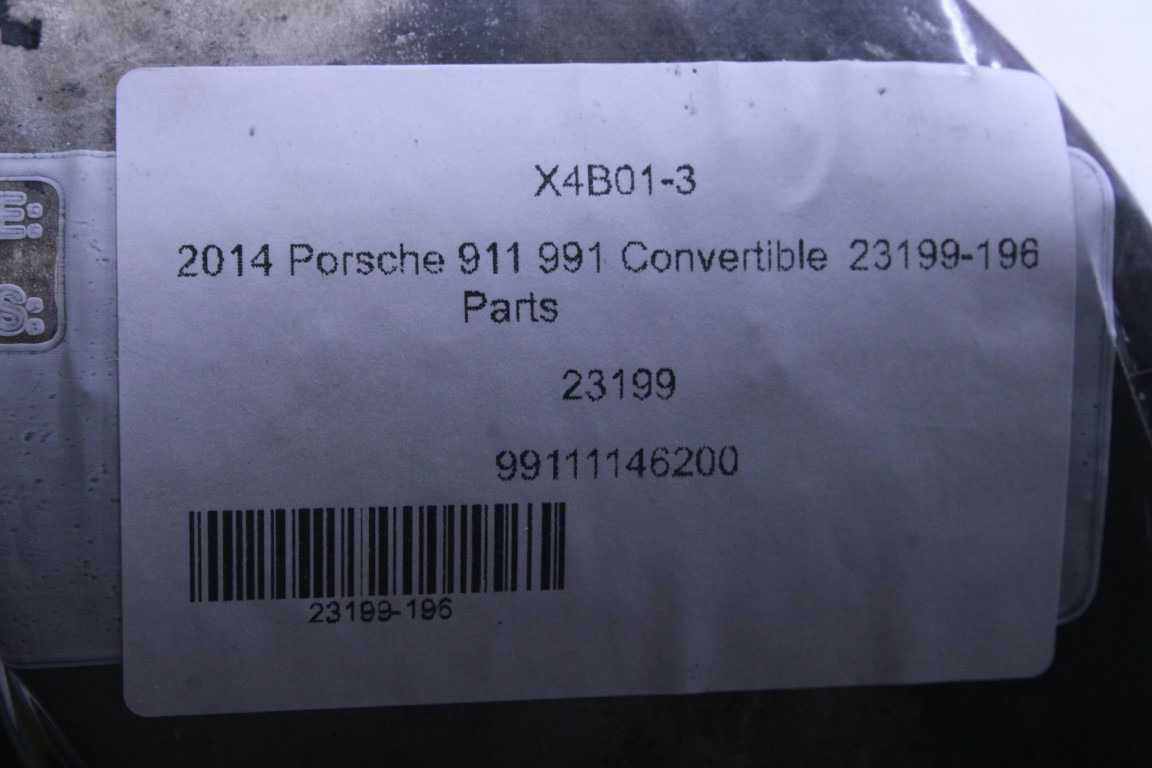 X4B01-3
2014 Porsche 911 991 Convertible 23199-196
Parts
23199
99111146200
23199-196
E:
S: